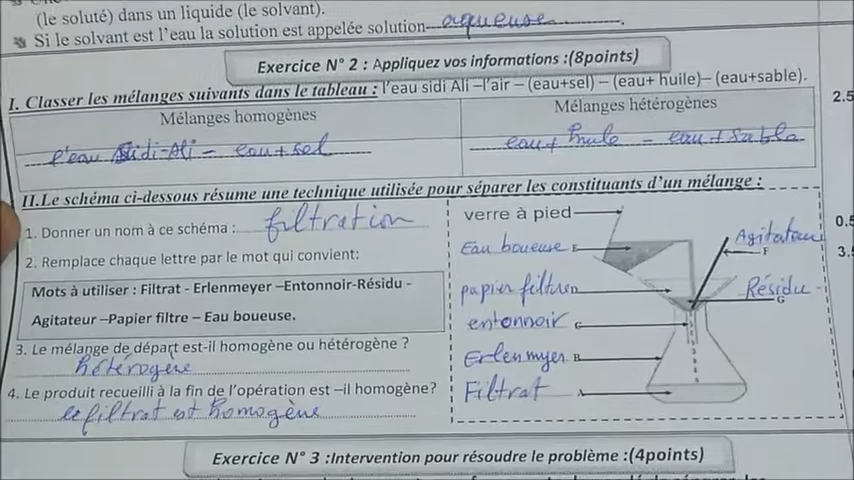 (le soluté) dans un liquide (le solvant).
Si le solvant est l'eau la solution est appelée solution aqueuse.
Exercice N° 2 : Appliquez vos informations :(8points)
I. Classer les mélanges suivants dans le tableau : l'eau sidi Ali –l'air – (eau+sel) – (eau+ huile)– (eau+sable).
2.5
Mélanges homogènes
Mélanges hétérogènes
l'eau Sidi-Ali – eau+sel
eau+ huile – eau+sable
II.Le schéma ci-dessous résume une technique utilisée pour séparer les constituants d'un mélange :
1. Donner un nom à ce schéma : filtration
2. Remplace chaque lettre par le mot qui convient:
Mots à utiliser : Filtrat - Erlenmeyer –Entonnoir-Résidu -
Agitateur –Papier filtre – Eau boueuse.
3. Le mélange de départ est-il homogène ou hétérogène ?
hétérogène
4. Le produit recueilli à la fin de l'opération est –il homogène?
le filtrat est homogène
verre à pied
Eau boueuse E
papier filtre D
entonnoir C
Erlenmyer B
Filtrat A
Agitateur
F
Résidu
G
0.5
3.
Exercice N° 3 :Intervention pour résoudre le problème :(4points)